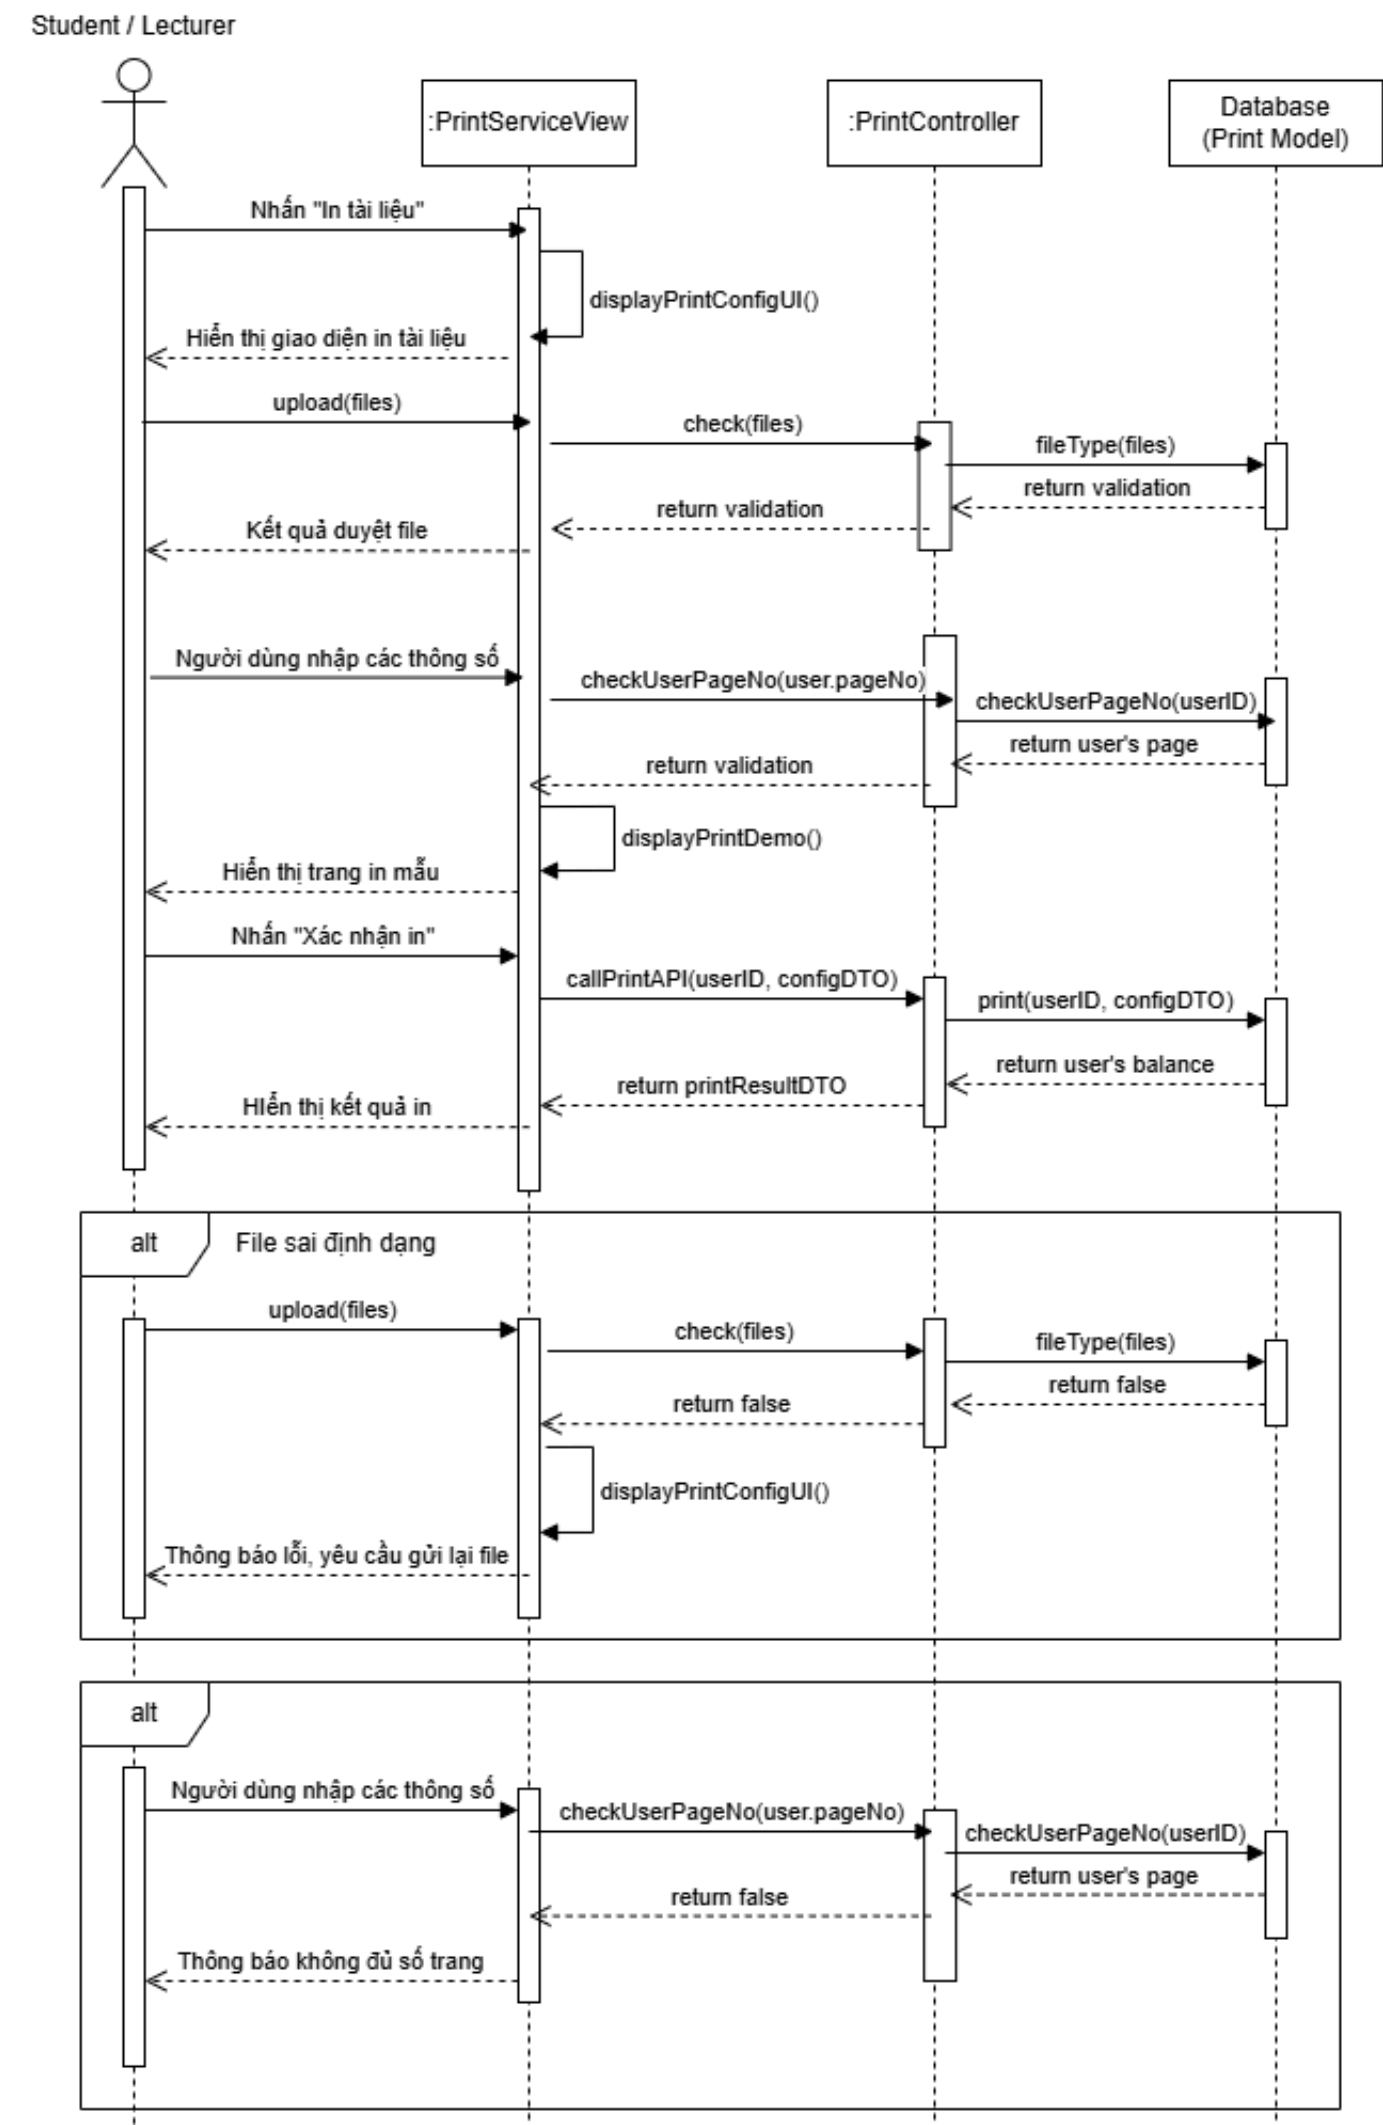 Student / Lecturer
:PrintServiceView
:PrintController
Database
(Print Model)
Nhấn "In tài liệu"
displayPrintConfigUI()
Hiển thị giao diện in tài liệu
upload(files)
check(files)
fileType(files)
return validation
return validation
Kết quả duyệt file
Người dùng nhập các thông số
checkUserPageNo(user.pageNo)
checkUserPageNo(userID)
return user's page
return validation
displayPrintDemo()
Hiển thị trang in mẫu
Nhấn "Xác nhận in"
callPrintAPI(userID, configDTO)
print(userID, configDTO)
return user's balance
return printResultDTO
HIển thị kết quả in
alt
File sai định dạng
upload(files)
check(files)
fileType(files)
return false
return false
displayPrintConfigUI()
Thông báo lỗi, yêu cầu gửi lại file
alt
Người dùng nhập các thông số
checkUserPageNo(user.pageNo)
checkUserPageNo(userID)
return user's page
return false
Thông báo không đủ số trang